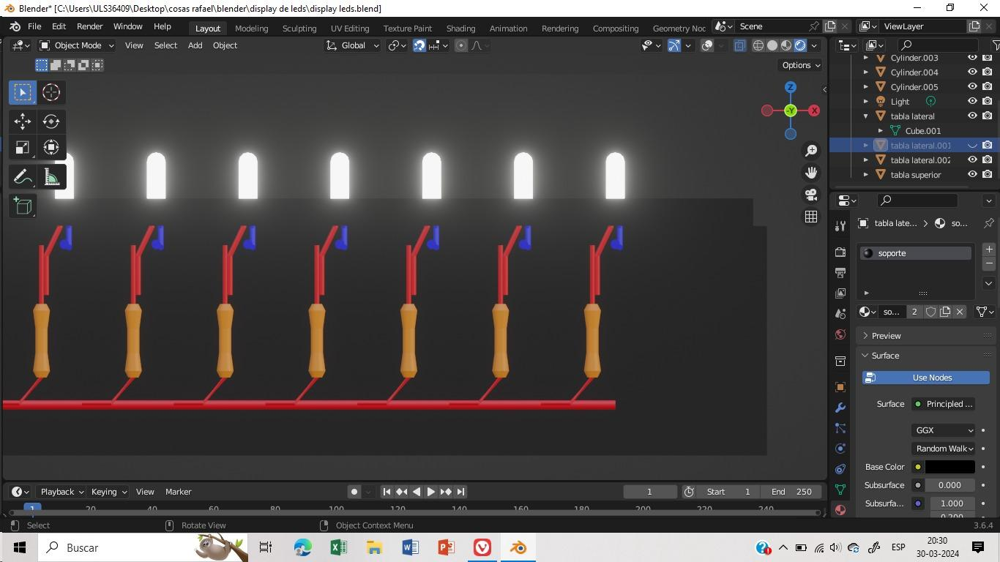 Blender* [C:\Users\ULS36409\Desktop\cosas rafael\blender\display de leds\display leds.blend]
File Edit Render Window Help Layout Modeling Sculpting UV Editing Texture Paint Shading Animation Rendering Compositing Geometry Noc Scene ViewLayer
Object Mode View Select Add Object Global
Options
Z
-Y X
Cylinder.003
Cylinder.004
Cylinder.005
Light
tabla lateral
Cube.001
tabla lateral.001
tabla lateral.002
tabla superior
tabla late... > so...
soporte
so... 2
Preview
Surface
Use Nodes
Surface Principled ...
GGX
Random Walk
Base Color
Subsurface 0.000
Subsurfa... 1.000
0.200
Playback Keying View Marker 1 Start 1 End 250
1 20 40 60 80 100 120 140 160 180 200 220 240
Select Rotate View Object Context Menu 3.6.4
Buscar ESP 20:30
30-03-2024